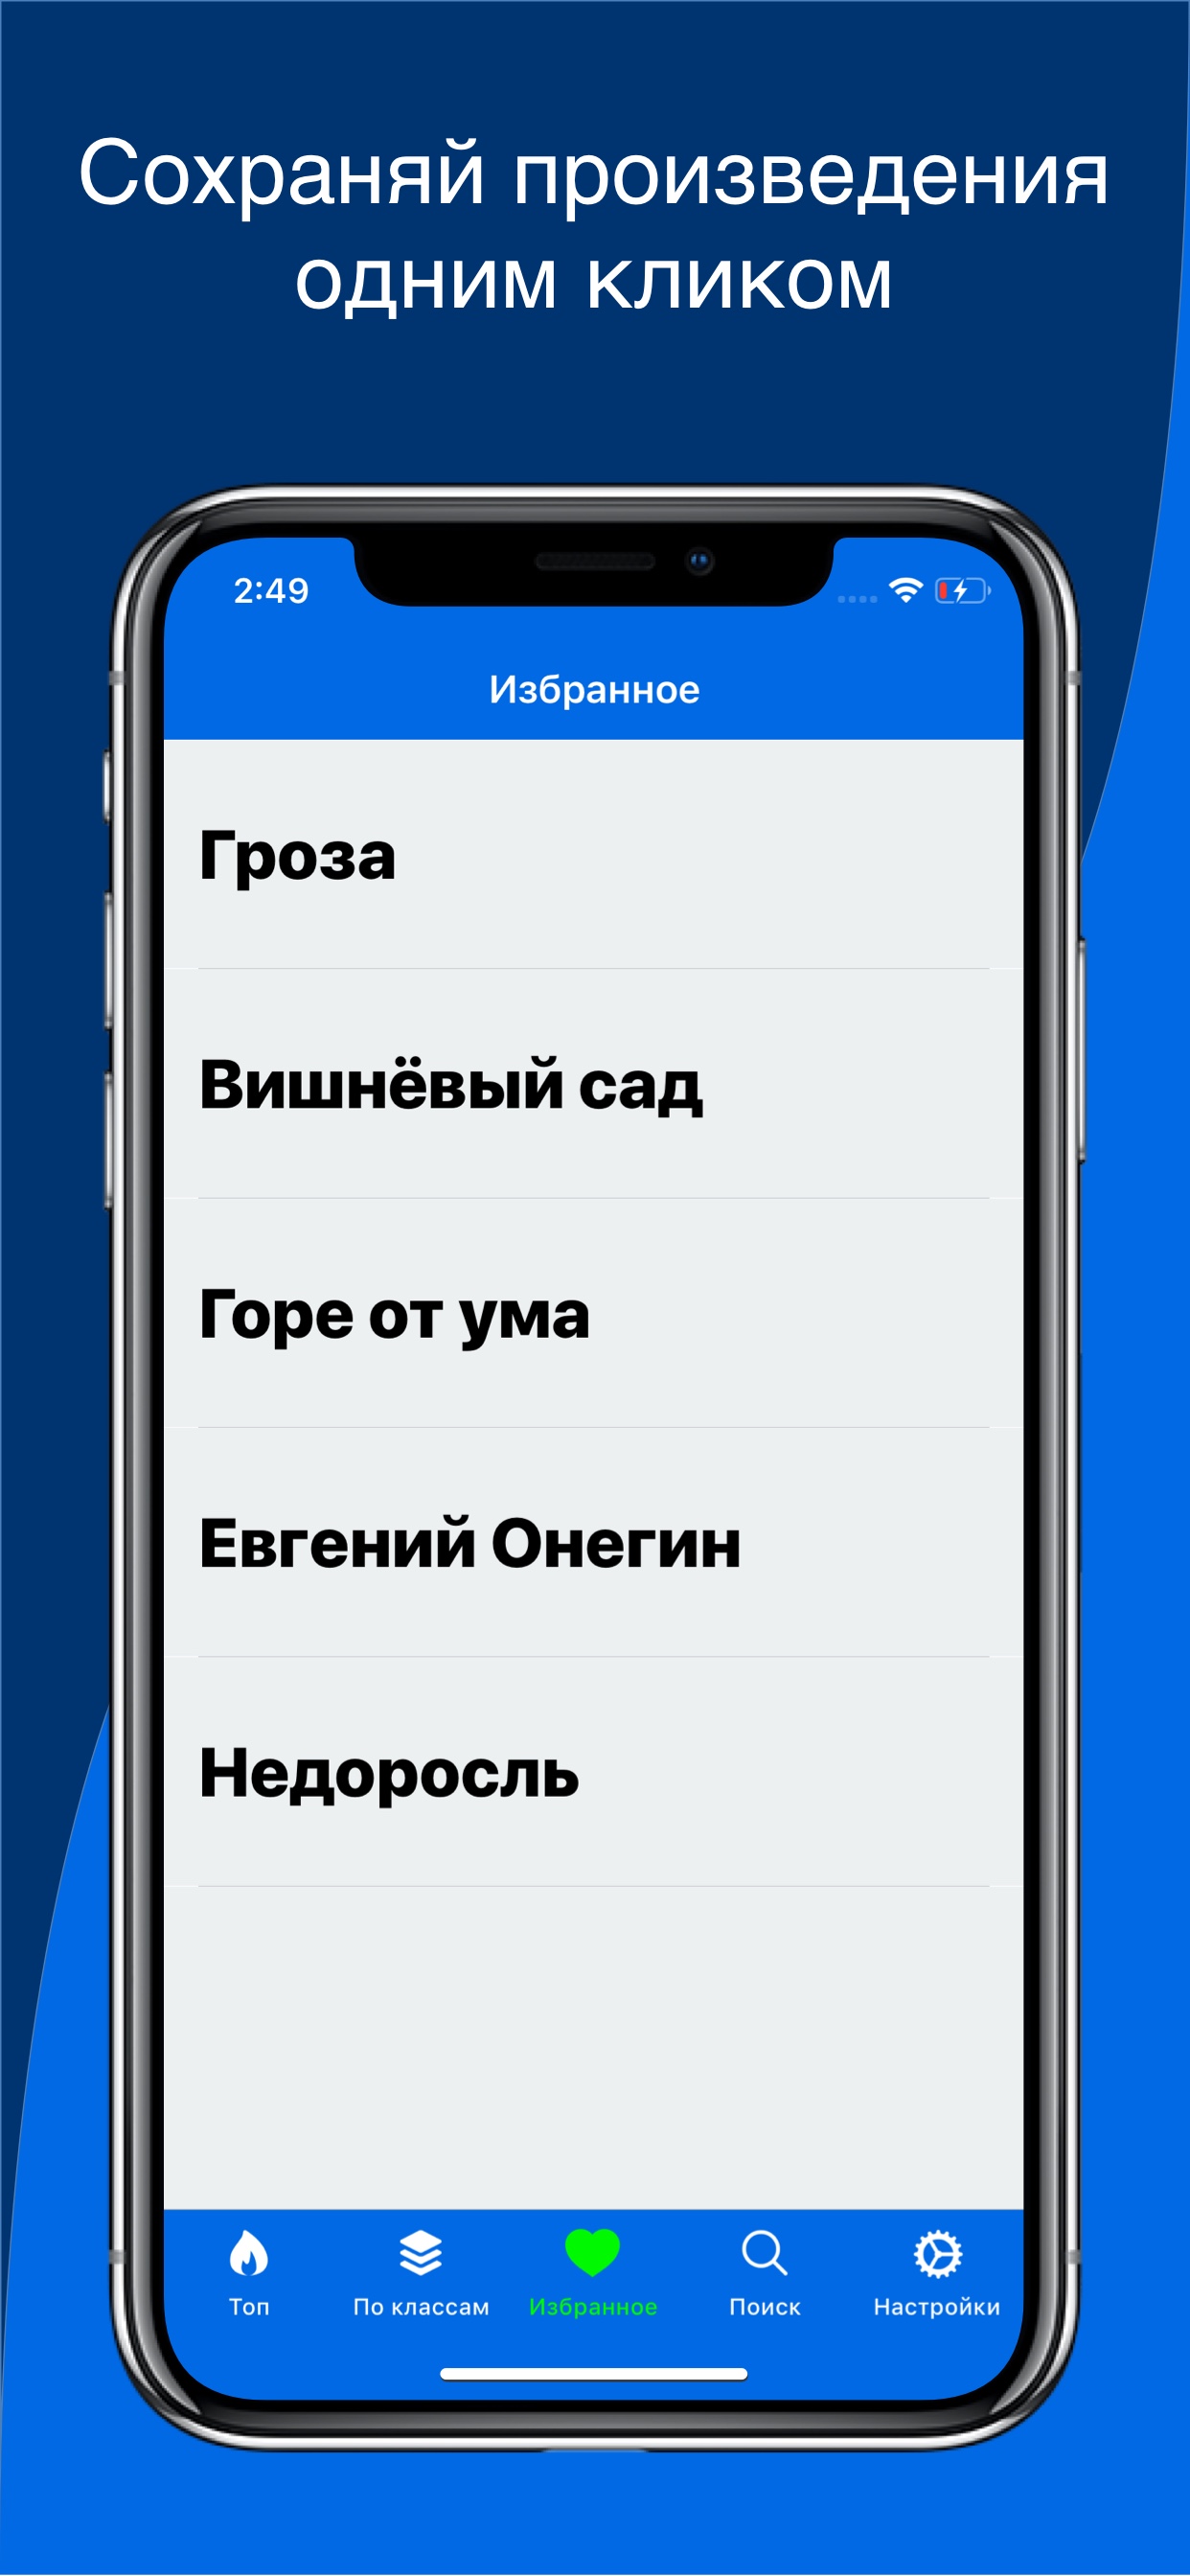 Сохраняй произведения
одним кликом
2:49
Избранное
Гроза
Вишнёвый сад
Горе от ума
Евгений Онегин
Недоросль
Топ
По классам
Избранное
Поиск
Настройки